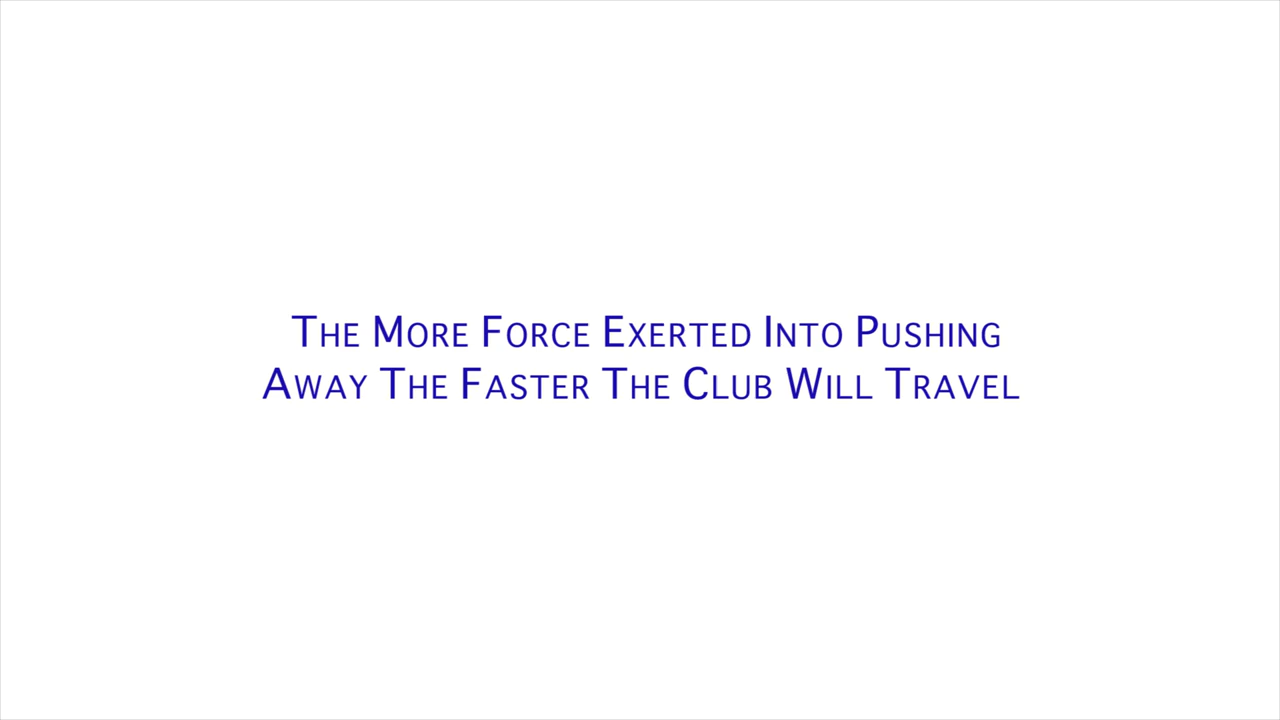 The More Force Exerted Into Pushing
Away The Faster The Club Will Travel